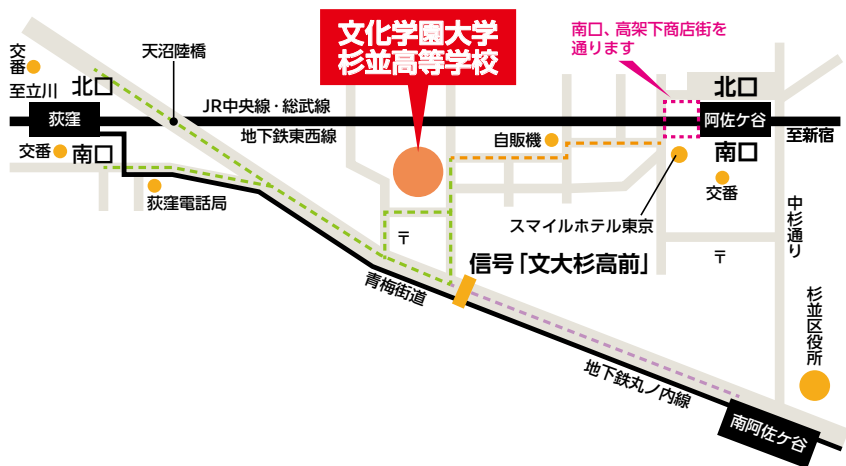 文化学園大学
杉並高等学校
南口、高架下商店街を
通ります
交番
天沼陸橋
北口
至立川
北口
荻窪
JR中央線・総武線
阿佐ケ谷
地下鉄東西線
自販機
至新宿
交番
南口
南口
交番
荻窪電話局
スマイルホテル東京
中杉通り
〒
〒
信号「文大杉高前」
青梅街道
杉並区役所
地下鉄丸ノ内線
南阿佐ケ谷